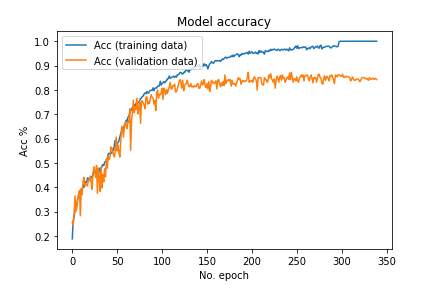 Model accuracy
Acc %
1.0
0.9
0.8
0.7
0.6
0.5
0.4
0.3
0.2
Acc (training data)
Acc (validation data)
0 50 100 150 200 250 300 350
No. epoch